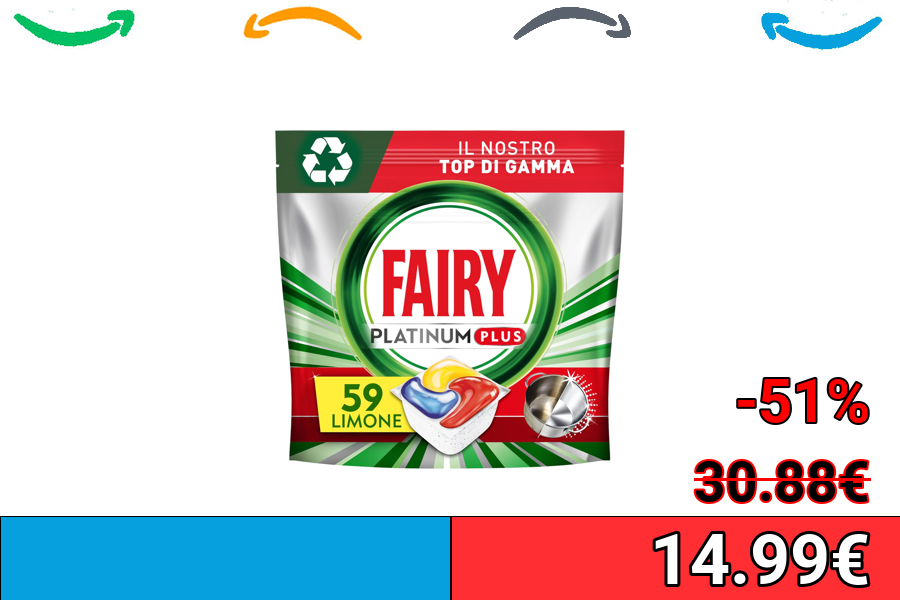 IL NOSTRO
TOP DI GAMMA
FAIRY
PLATINUM PLUS
59
LIMONE
-51%
30.88€
14.99€